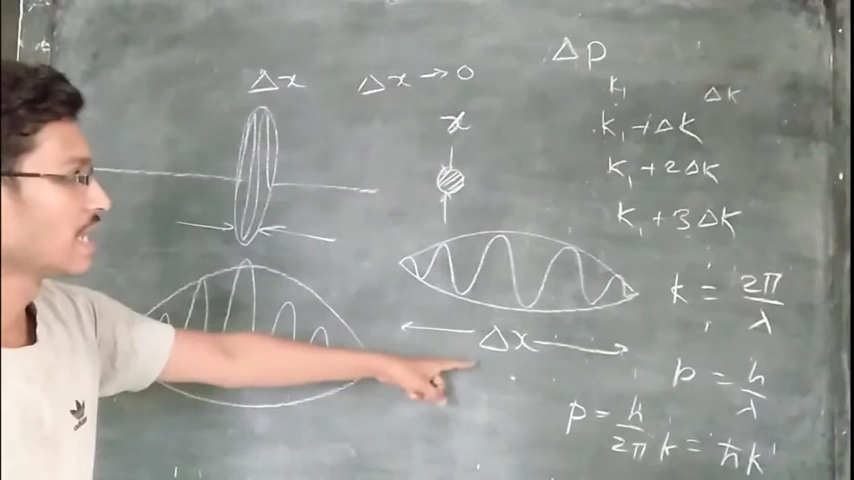 Δx
Δx → 0
Δp
x
k₁
Δk
k₁ + Δk
k₁ + 2Δk
k₁ + 3Δk
Δx
k = 2π/λ
p = h/λ
p = h/2π k = ħk